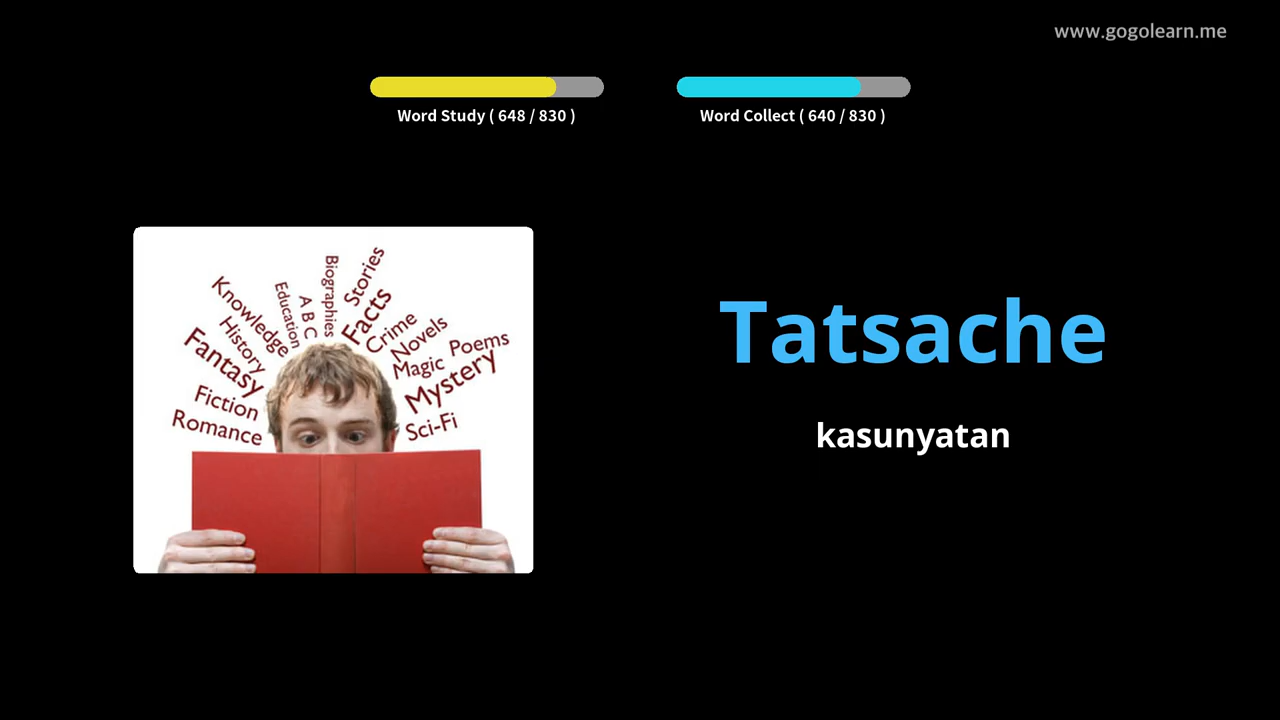 www.gogolearn.me
Word Study ( 648 / 830 )
Word Collect ( 640 / 830 )
Tatsache
kasunyatan
Romance
Fiction
Fantasy
History
Knowledge
Education
A B C
Biographies
Stories
Facts
Crime
Novels
Magic
Poems
Mystery
Sci-Fi